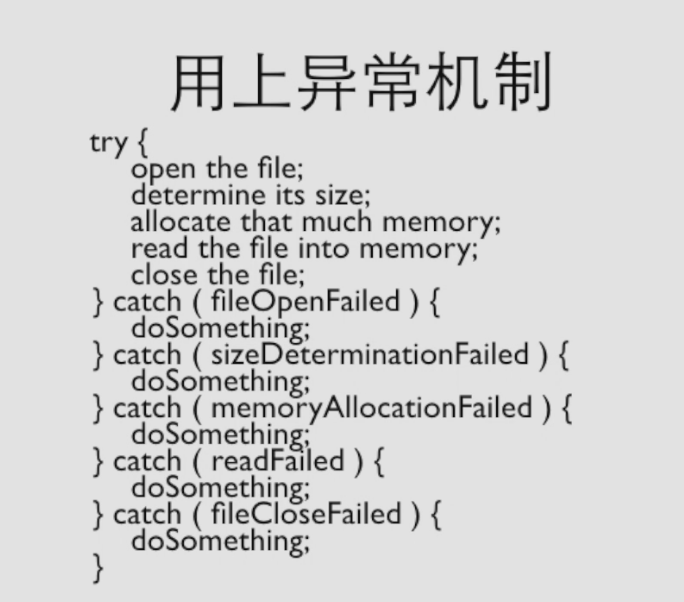 用上异常机制
try {
open the file;
determine its size;
allocate that much memory;
read the file into memory;
close the file;
} catch ( fileOpenFailed ) {
doSomething;
} catch ( sizeDeterminationFailed ) {
doSomething;
} catch ( memoryAllocationFailed ) {
doSomething;
} catch ( readFailed ) {
doSomething;
} catch ( fileCloseFailed ) {
doSomething;
}